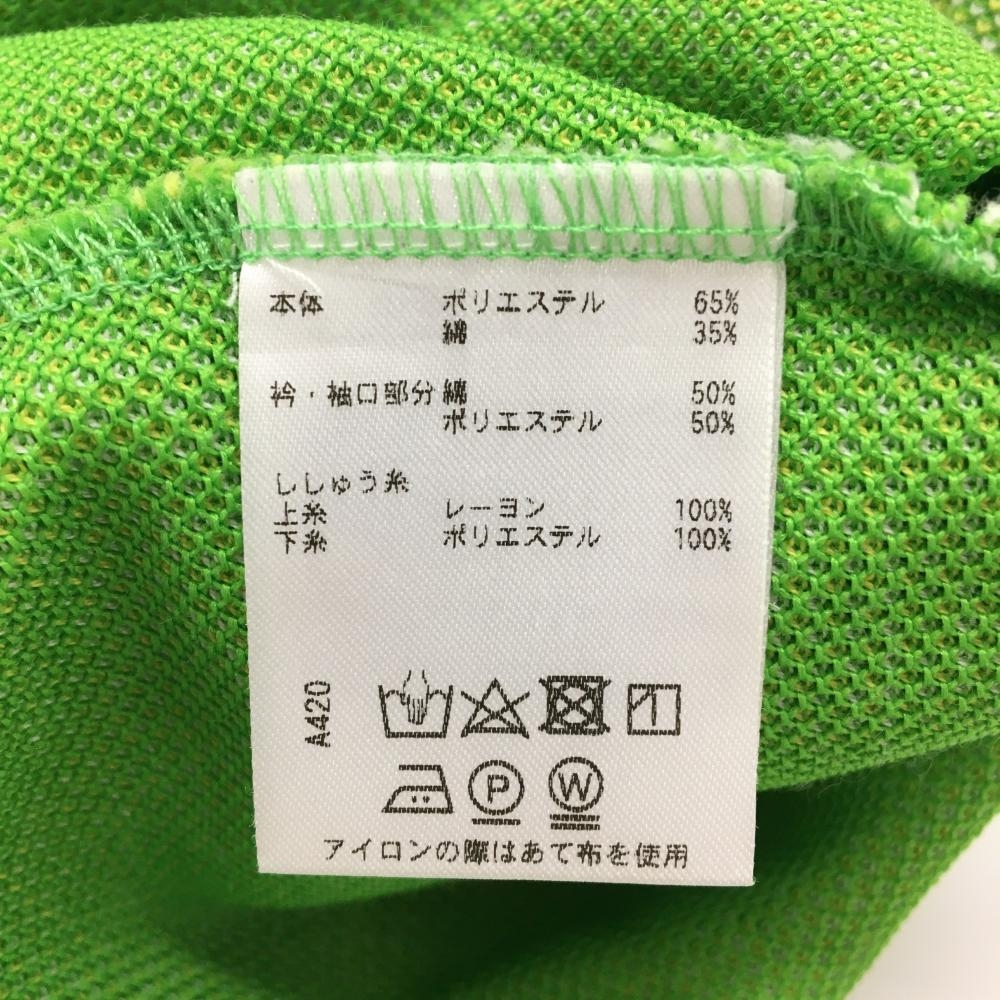 本体 ポリエステル 65%
綿 35%
衿・袖口部分 綿 50%
ポリエステル 50%
ししゅう糸
上糸 レーヨン 100%
下糸 ポリエステル 100%
A420
P W
アイロンの際はあて布を使用